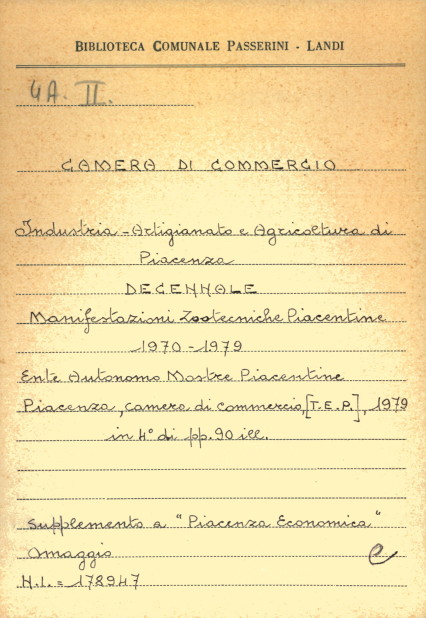 BIBLIOTECA COMUNALE PASSERINI - LANDI
4A. II.
CAMERA DI COMMERCIO
Industria - Artigianato e Agricoltura di
Piacenza
DECENNALE
Manifestazioni Zootecniche Piacentine
1970 - 1979
Ente Autonomo Mostre Piacentine
Piacenza, camera di commercio, [T.E.P.], 1979
in 4° di pp. 90 ill.
Supplemento a "Piacenza Economica"
Omaggio
e
N.I. = 178947